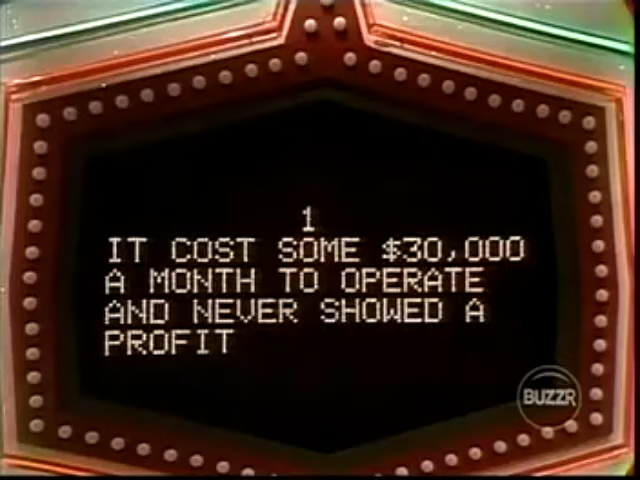 1
IT COST SOME $30,000
A MONTH TO OPERATE
AND NEVER SHOWED A
PROFIT
BUZZR